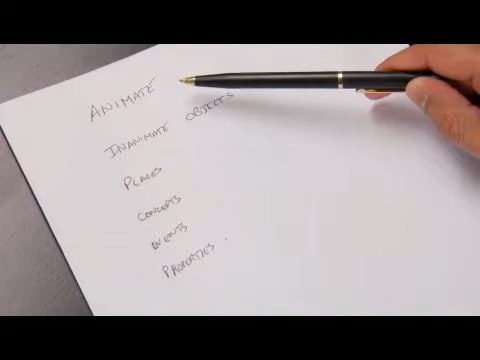 ANIMATE
INANIMATE OBJECTS
PLACES
CONCEPTS
EVENTS
PROPERTIES